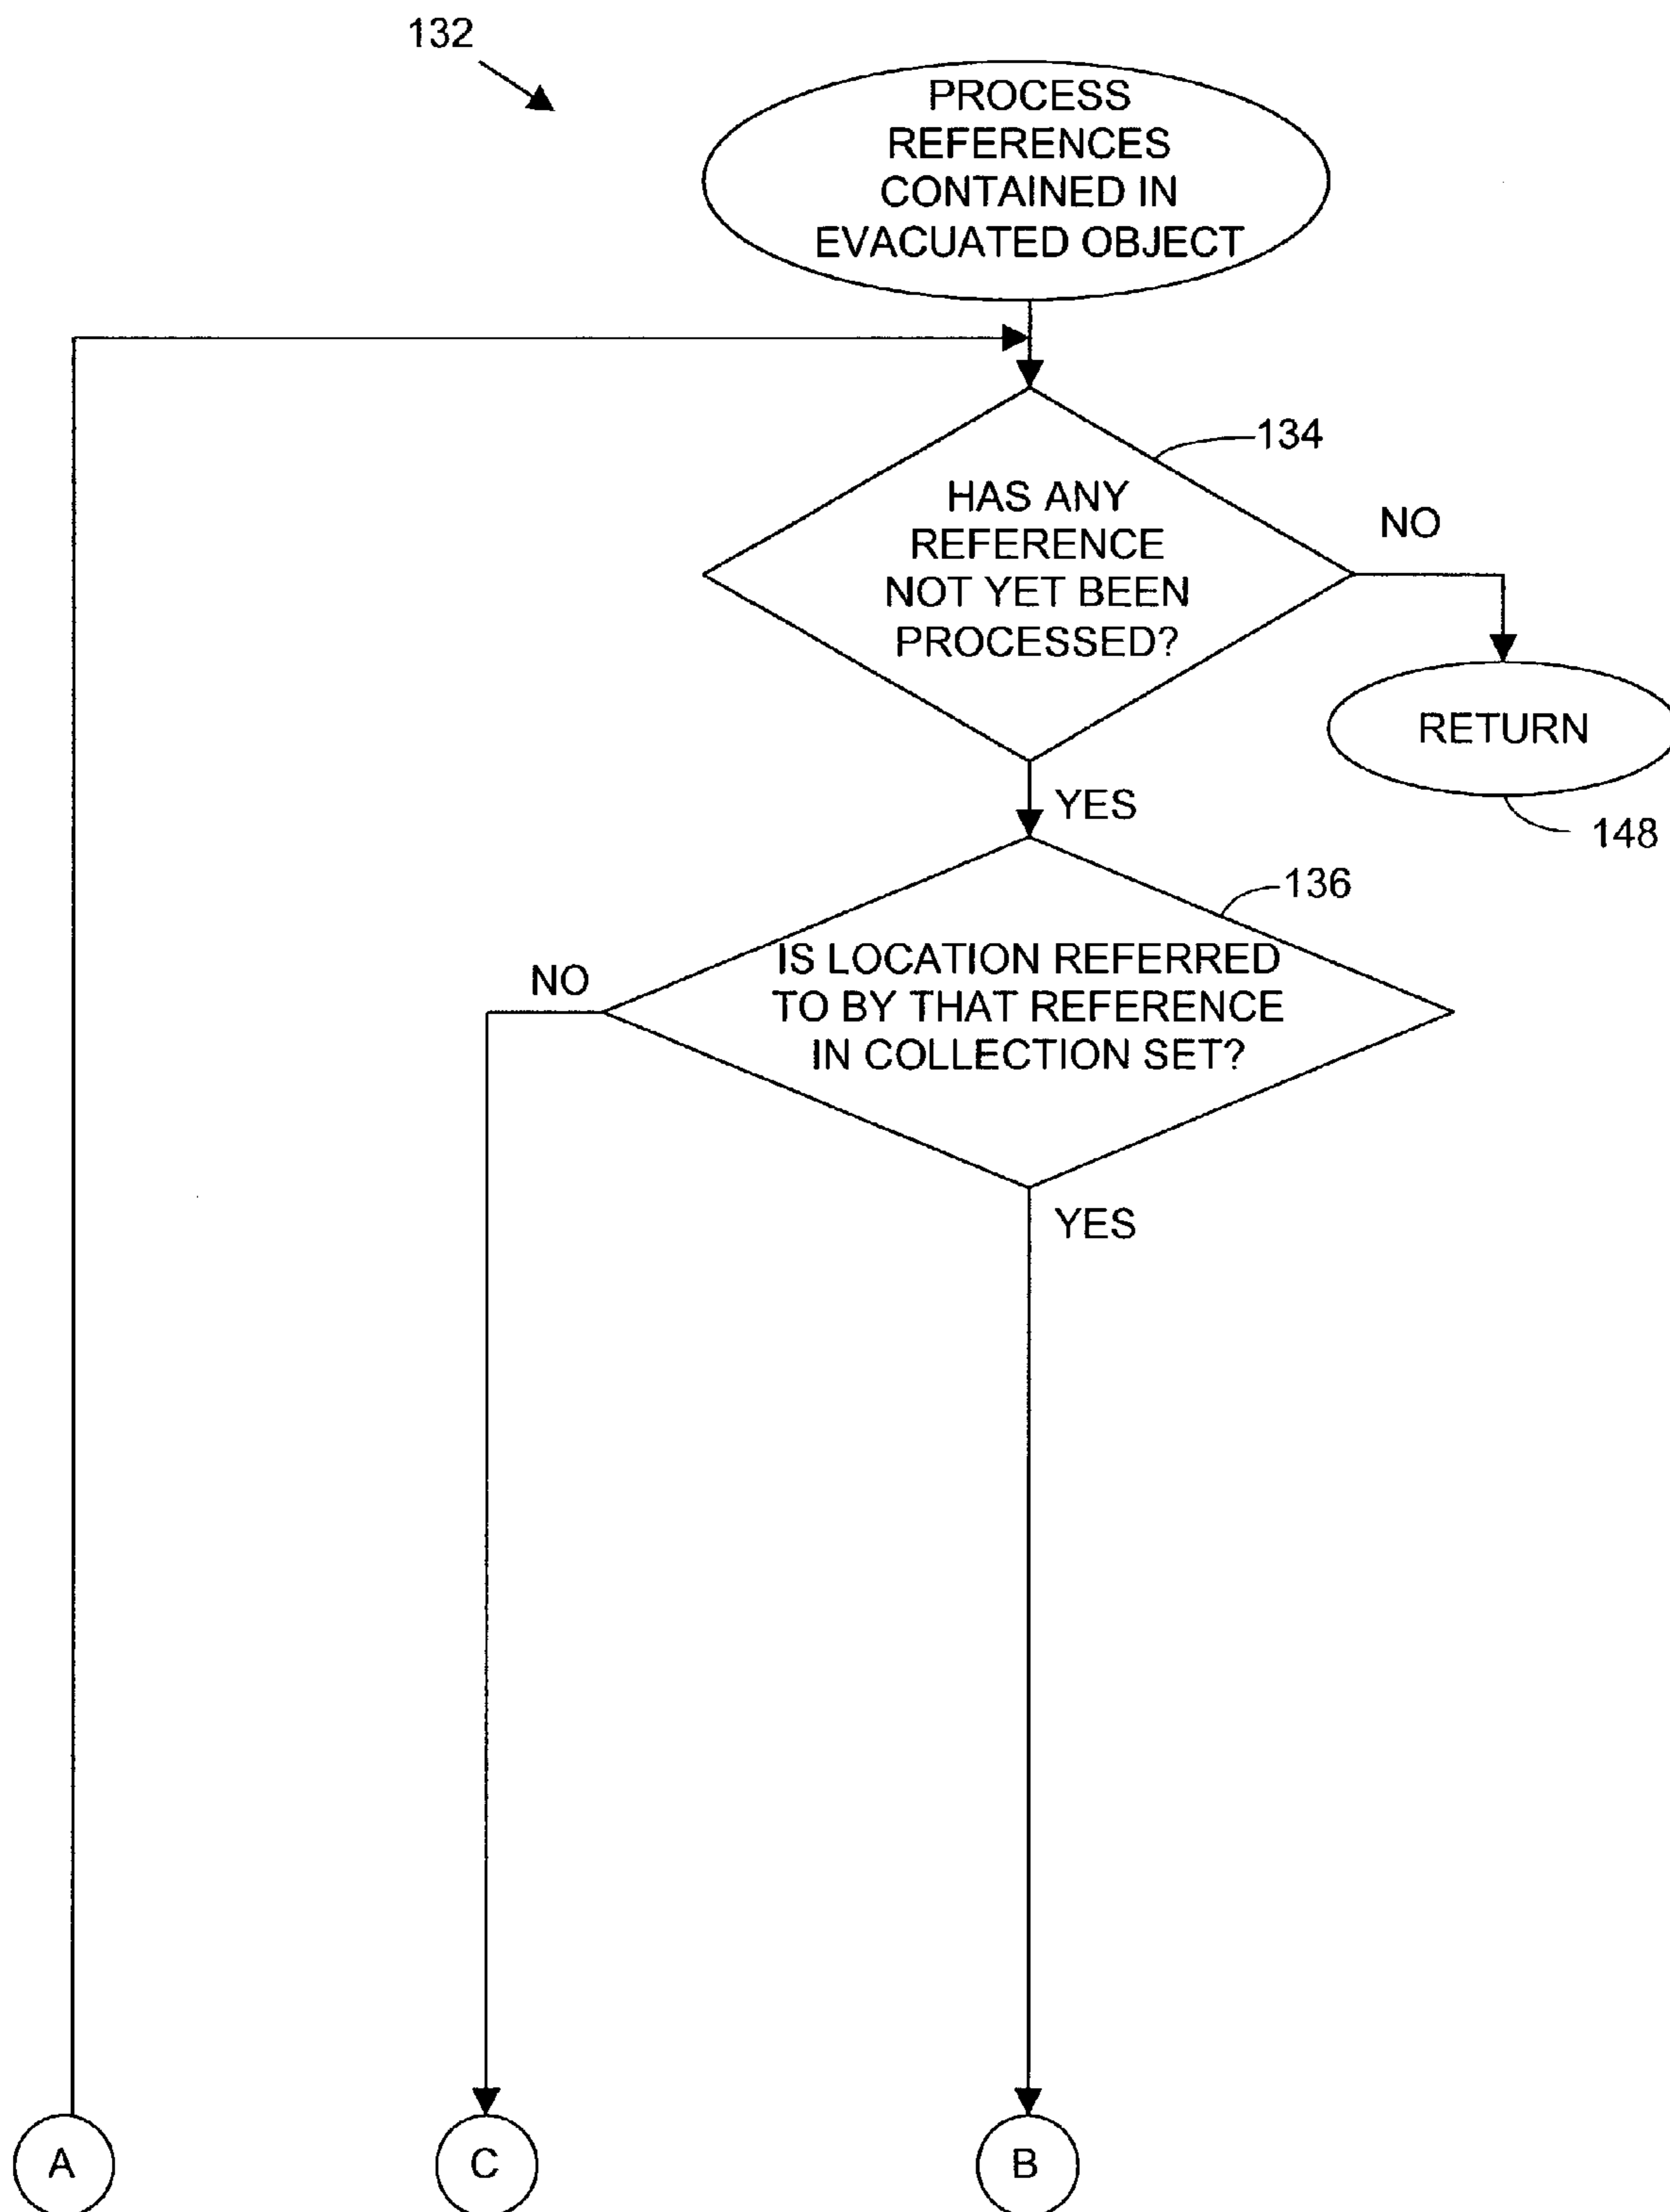 132
PROCESS
REFERENCES
CONTAINED IN
EVACUATED OBJECT
134
HAS ANY
REFERENCE
NOT YET BEEN
PROCESSED?
NO
RETURN
148
YES
136
IS LOCATION REFERRED
TO BY THAT REFERENCE
IN COLLECTION SET?
NO
YES
A
C
B